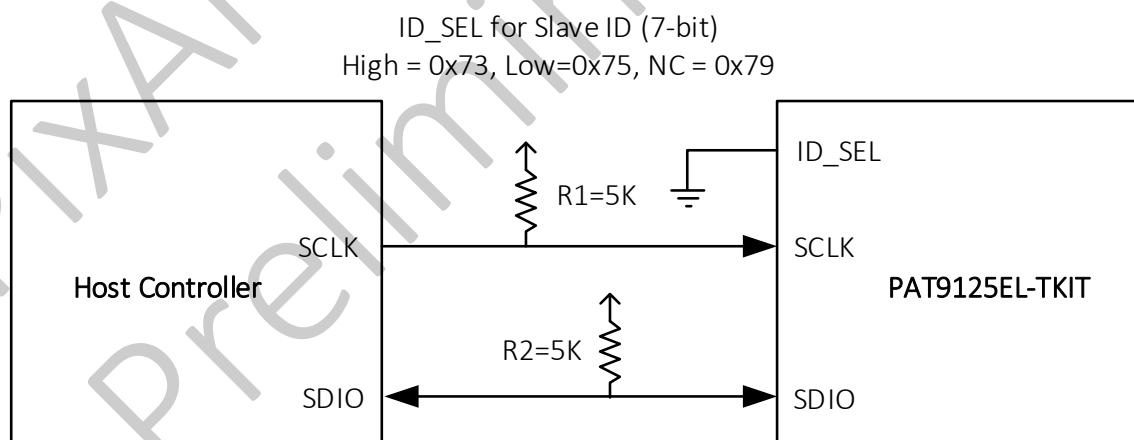 ID_SEL for Slave ID (7-bit)
High = 0x73, Low=0x75, NC = 0x79
ID_SEL
R1=5K
SCLK
SCLK
Host Controller
PAT9125EL-TKIT
R2=5K
SDIO
SDIO